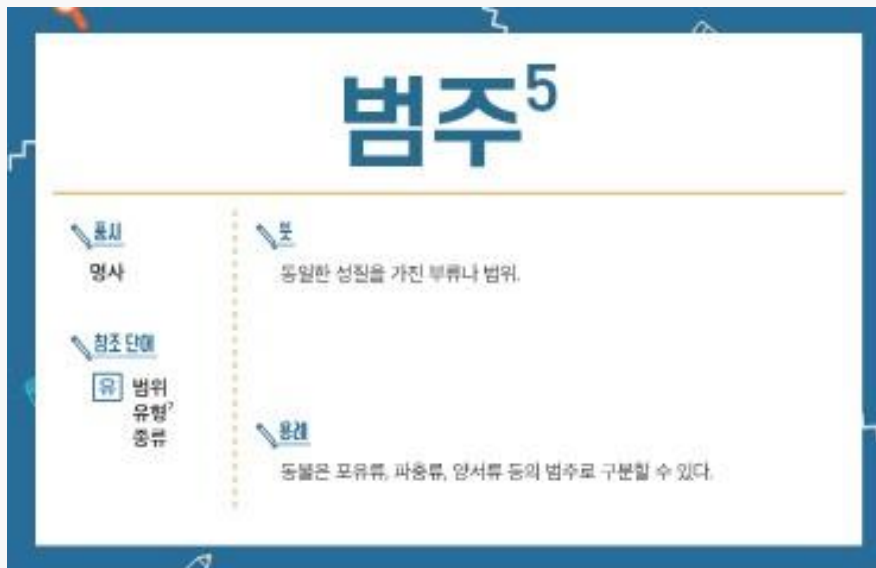 범주⁵
품사
명사
참조 단어
유 범위
유형²
종류
뜻
동일한 성질을 가진 부류나 범위.
용례
동물은 포유류, 파충류, 양서류 등의 범주로 구분할 수 있다.